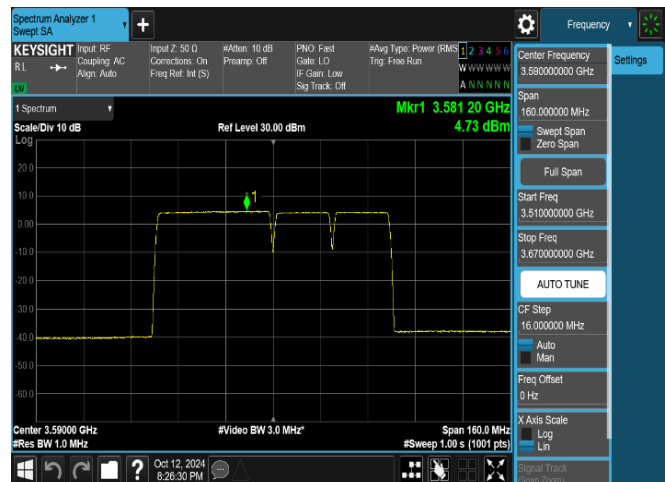 Spectrum Analyzer 1
Swept SA
Frequency
KEYSIGHT
R L
LXI
Input: RF
Coupling: AC
Align: Auto
Input Z: 50 Ω
Corrections: On
Freq Ref: Int (S)
#Atten: 10 dB
Preamp: Off
PNO: Fast
Gate: LO
IF Gain: Low
Sig Track: Off
#Avg Type: Power (RMS
Trig: Free Run
1 2 3 4 5 6
W W W W W W
A N N N N N
1 Spectrum
Scale/Div 10 dB
Log
Ref Level 30.00 dBm
Mkr1 3.581 20 GHz
4.73 dBm
20.0
10.0
0.00
-10.0
-20.0
-30.0
-40.0
-50.0
-60.0
1
Center 3.59000 GHz
#Res BW 1.0 MHz
#Video BW 3.0 MHz*
Span 160.0 MHz
#Sweep 1.00 s (1001 pts)
Oct 12, 2024
8:26:30 PM
Center Frequency
3.590000000 GHz
Settings
Span
160.000000 MHz
Swept Span
Zero Span
Full Span
Start Freq
3.510000000 GHz
Stop Freq
3.670000000 GHz
AUTO TUNE
CF Step
16.000000 MHz
Auto
Man
Freq Offset
0 Hz
X Axis Scale
Log
Lin
Signal Track
(Span Zoom)